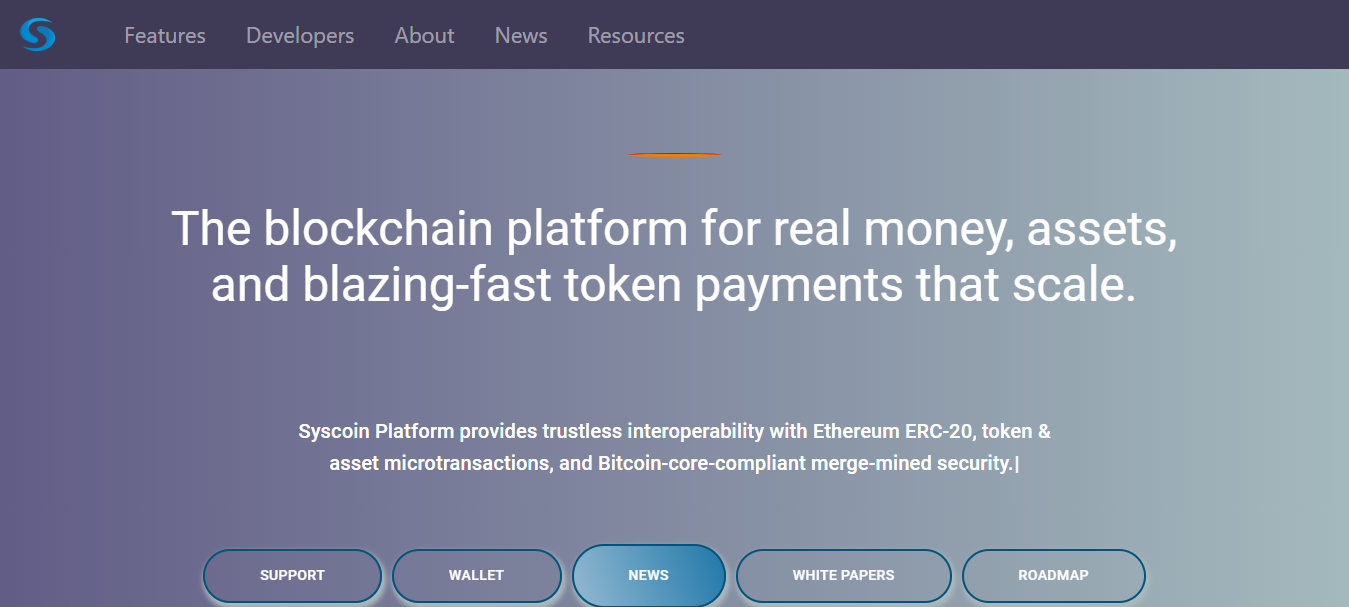 Features Developers About News Resources
The blockchain platform for real money, assets,
and blazing-fast token payments that scale.
Syscoin Platform provides trustless interoperability with Ethereum ERC-20, token &
asset microtransactions, and Bitcoin-core-compliant merge-mined security.|
SUPPORT WALLET NEWS WHITE PAPERS ROADMAP